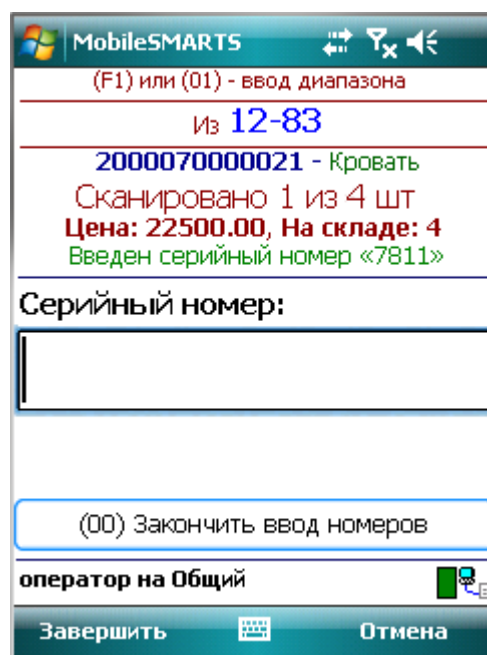 MobileSMARTS
(F1) или (01) - ввод диапазона
Из 12-83
2000070000021 - Кровать
Сканировано 1 из 4 шт
Цена: 22500.00, На складе: 4
Введен серийный номер «7811»
Серийный номер:
(00) Закончить ввод номеров
оператор на Общий
Завершить Отмена